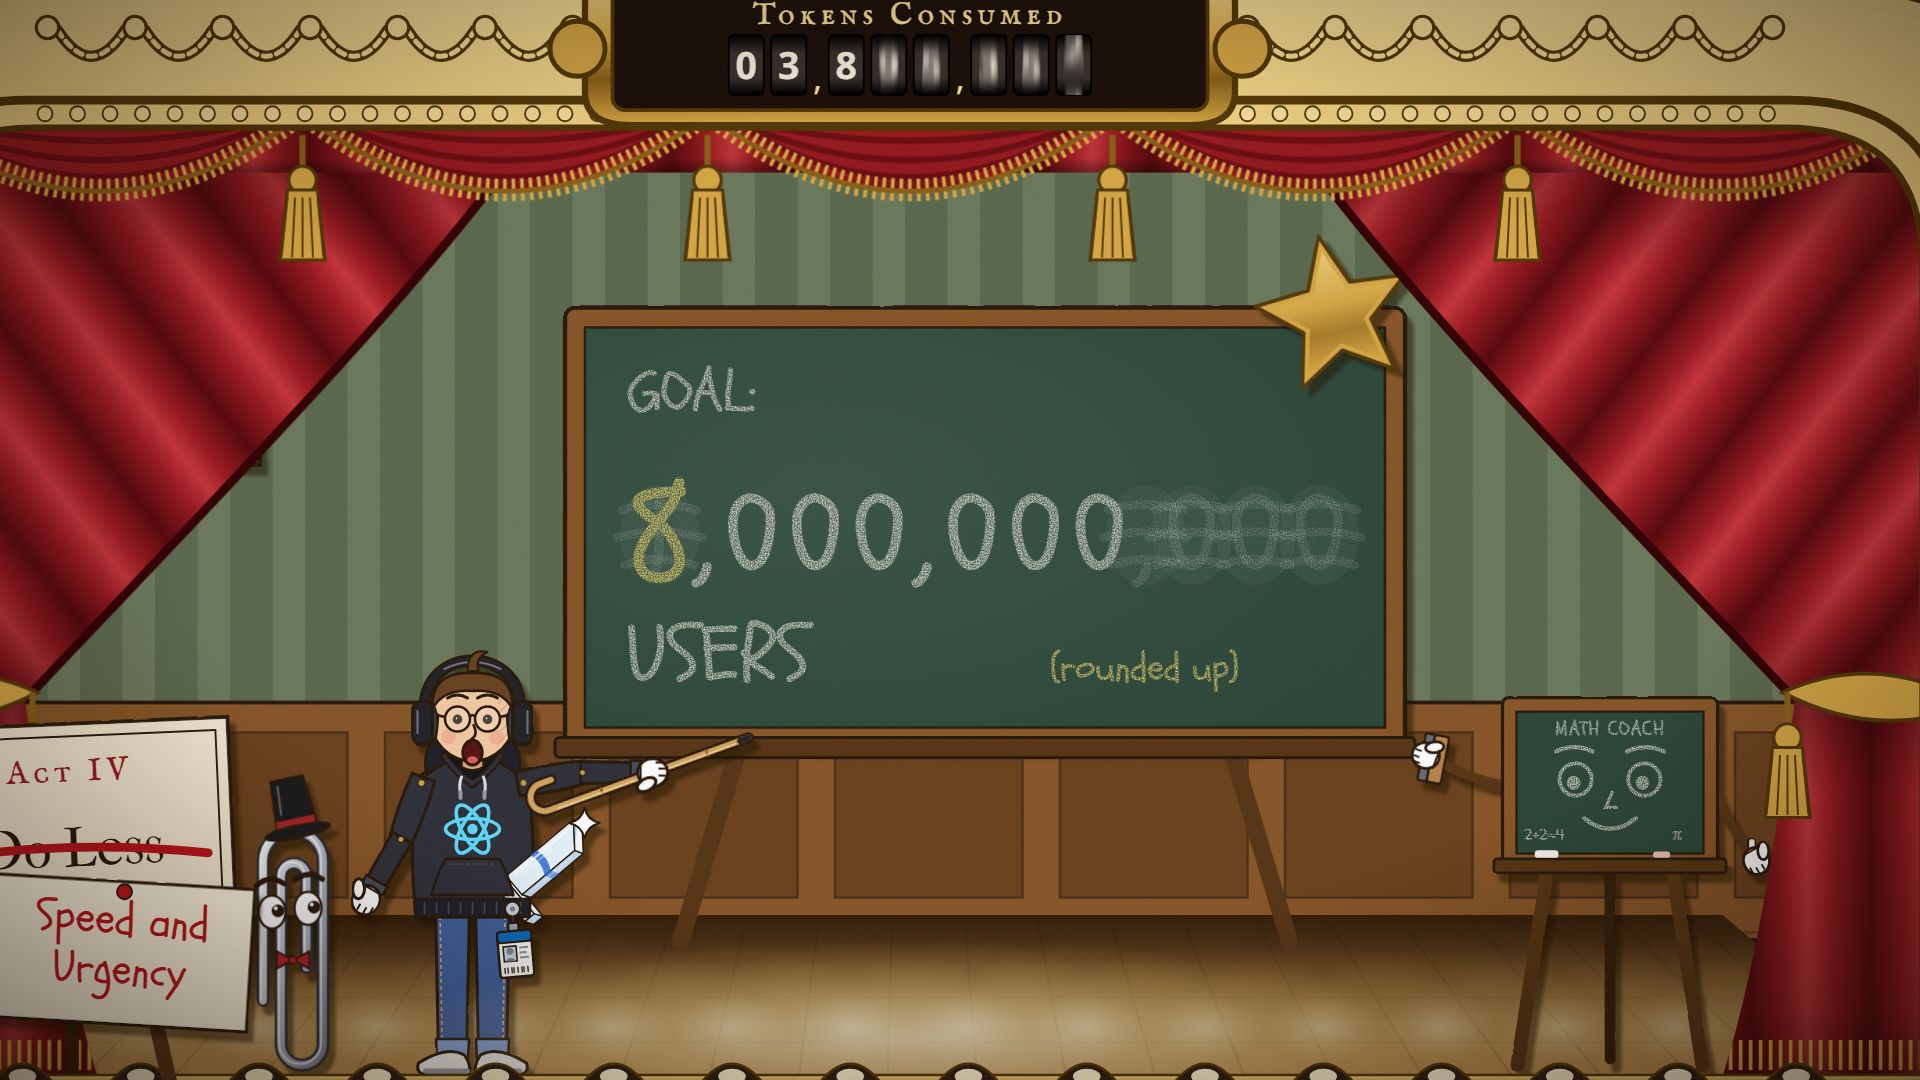 Tokens Consumed
03,8
GOAL:
8,000,000,000
USERS
(rounded up)
Act IV
Do Less
Speed and
Urgency
MATH COACH
2+2=4
π